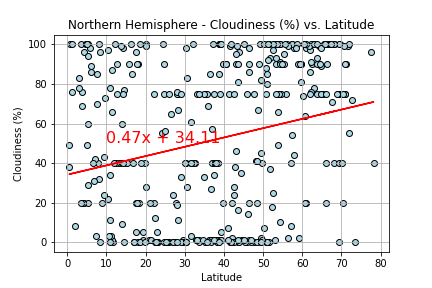 Northern Hemisphere - Cloudiness (%) vs. Latitude
100
80
60
40
20
0
Cloudiness (%)
0.47x + 34.11
0 10 20 30 40 50 60 70 80
Latitude